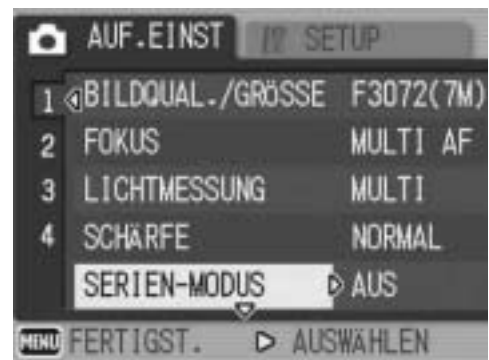 AUF.EINST SETUP
1 BILDQUAL./GRÖSSE F3072(7M)
2 FOKUS MULTI AF
3 LICHTMESSUNG MULTI
4 SCHÄRFE NORMAL
SERIEN-MODUS AUS
MENU FERTIGST. AUSWÄHLEN